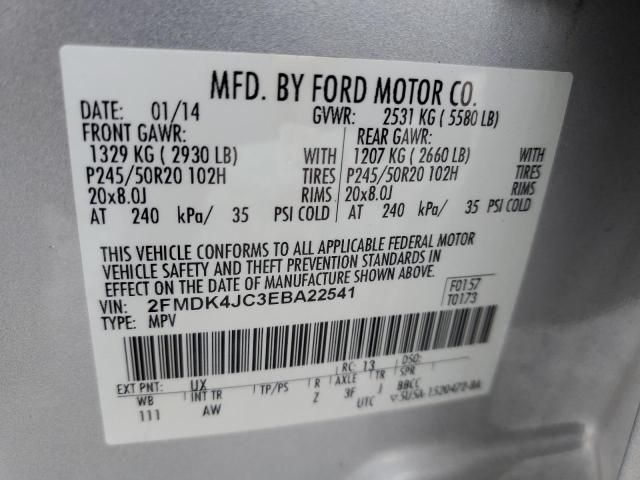 MFD. BY FORD MOTOR CO.
DATE: 01/14 GVWR: 2531 KG ( 5580 LB)
FRONT GAWR: REAR GAWR:
1329 KG ( 2930 LB) WITH 1207 KG ( 2660 LB) WITH
P245/50R20 102H TIRES P245/50R20 102H TIRES
20x8.0J RIMS 20x8.0J RIMS
AT 240 kPa/ 35 PSI COLD AT 240 kPa/ 35 PSI COLD
THIS VEHICLE CONFORMS TO ALL APPLICABLE FEDERAL MOTOR
VEHICLE SAFETY AND THEFT PREVENTION STANDARDS IN
EFFECT ON THE DATE OF MANUFACTURE SHOWN ABOVE.
VIN: 2FMDK4JC3EBA22541 F0157
TYPE: MPV T0173
EXT PNT: UX RC: 13 DSO:
WB INT TR TP/PS R AXLE TR SPR
111 AW Z 3F J BBCC
UTC 5U5A-1520472-BA